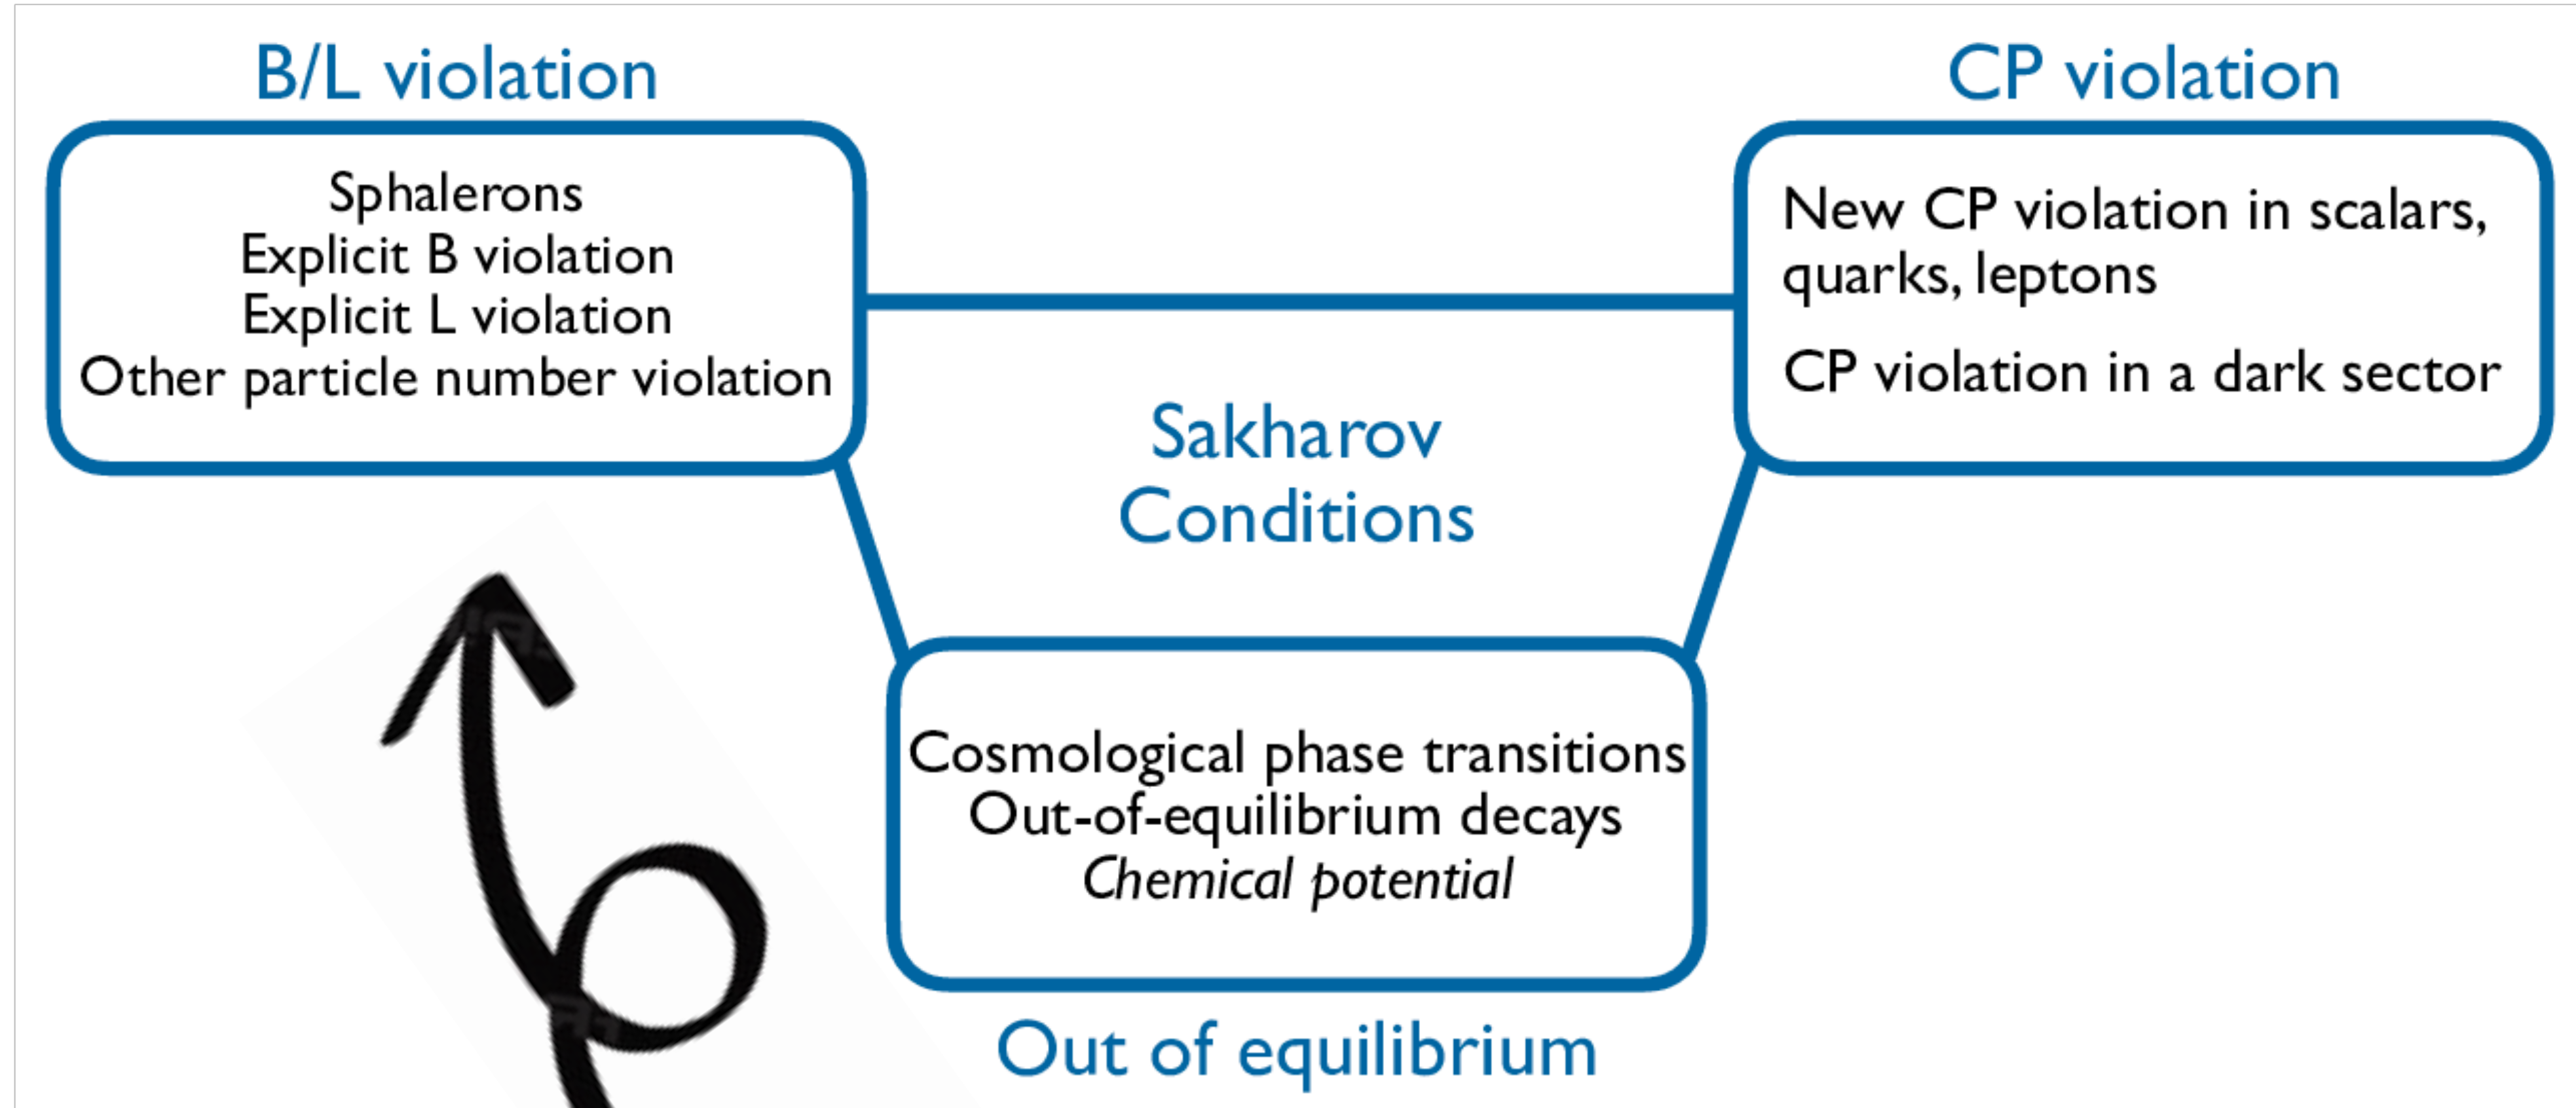 B/L violation
Sphalerons
Explicit B violation
Explicit L violation
Other particle number violation
CP violation
New CP violation in scalars,
quarks, leptons
CP violation in a dark sector
Sakharov
Conditions
Cosmological phase transitions
Out-of-equilibrium decays
Chemical potential
Out of equilibrium